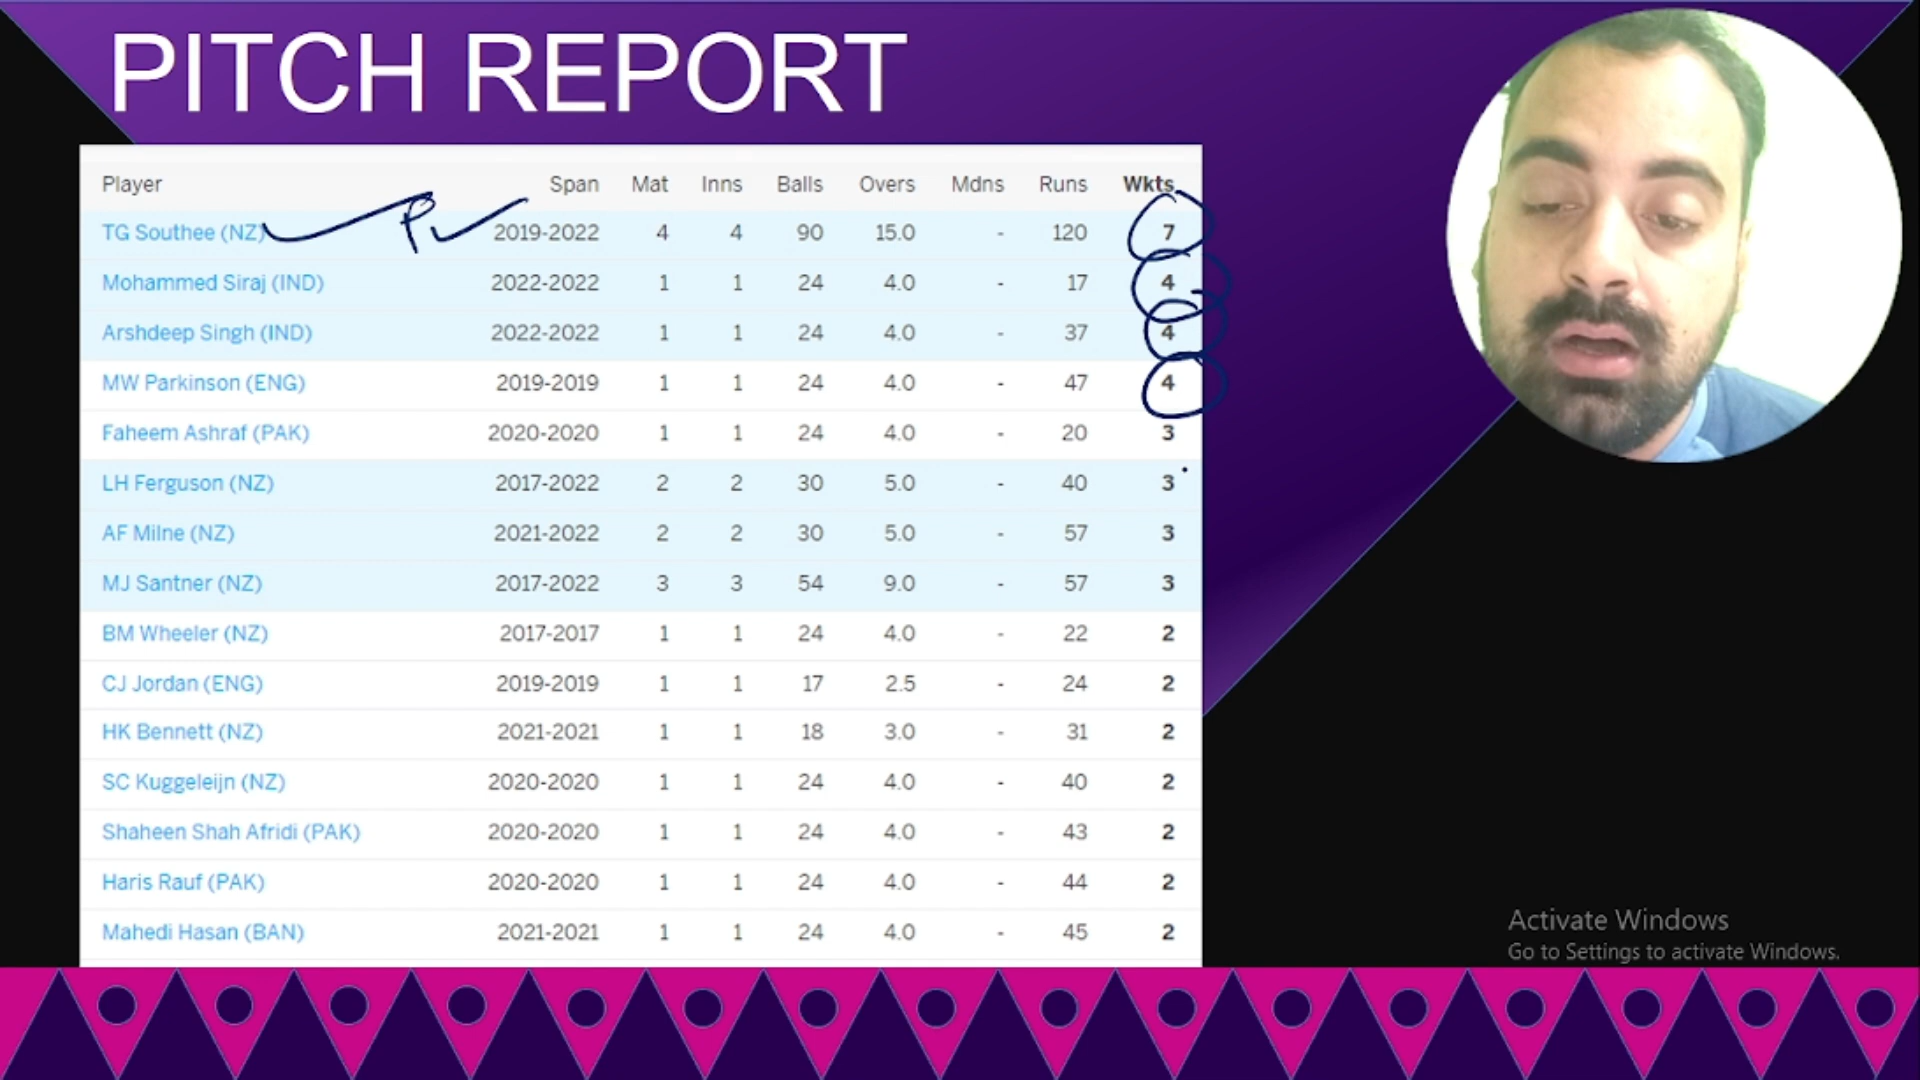 PITCH REPORT
Player Span Mat Inns Balls Overs Mdns Runs Wkts
TG Southee (NZ) P 2019-2022 4 4 90 15.0 - 120 7
Mohammed Siraj (IND) 2022-2022 1 1 24 4.0 - 17 4
Arshdeep Singh (IND) 2022-2022 1 1 24 4.0 - 37 4
MW Parkinson (ENG) 2019-2019 1 1 24 4.0 - 47 4
Faheem Ashraf (PAK) 2020-2020 1 1 24 4.0 - 20 3
LH Ferguson (NZ) 2017-2022 2 2 30 5.0 - 40 3
AF Milne (NZ) 2021-2022 2 2 30 5.0 - 57 3
MJ Santner (NZ) 2017-2022 3 3 54 9.0 - 57 3
BM Wheeler (NZ) 2017-2017 1 1 24 4.0 - 22 2
CJ Jordan (ENG) 2019-2019 1 1 17 2.5 - 24 2
HK Bennett (NZ) 2021-2021 1 1 18 3.0 - 31 2
SC Kuggeleijn (NZ) 2020-2020 1 1 24 4.0 - 40 2
Shaheen Shah Afridi (PAK) 2020-2020 1 1 24 4.0 - 43 2
Haris Rauf (PAK) 2020-2020 1 1 24 4.0 - 44 2
Mahedi Hasan (BAN) 2021-2021 1 1 24 4.0 - 45 2
Activate Windows
Go to Settings to activate Windows.